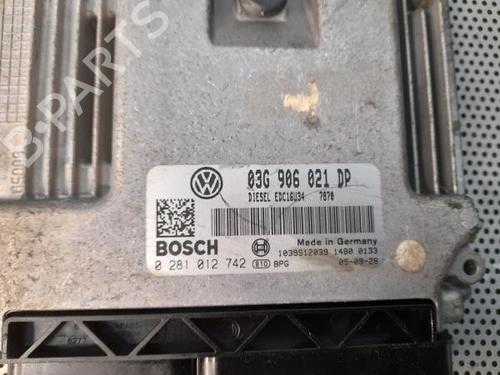 03G 906 021 DP
DIESEL EDC16U34 7870
BOSCH
Made in Germany
1039S12039 1480 0133
0 281 012 742 B10 BPG
05-09-28